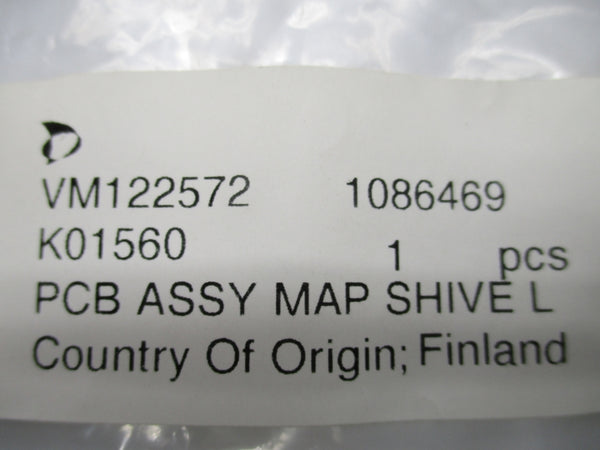 VM122572 1086469
K01560 1 pcs
PCB ASSY MAP SHIVE L
Country Of Origin; Finland